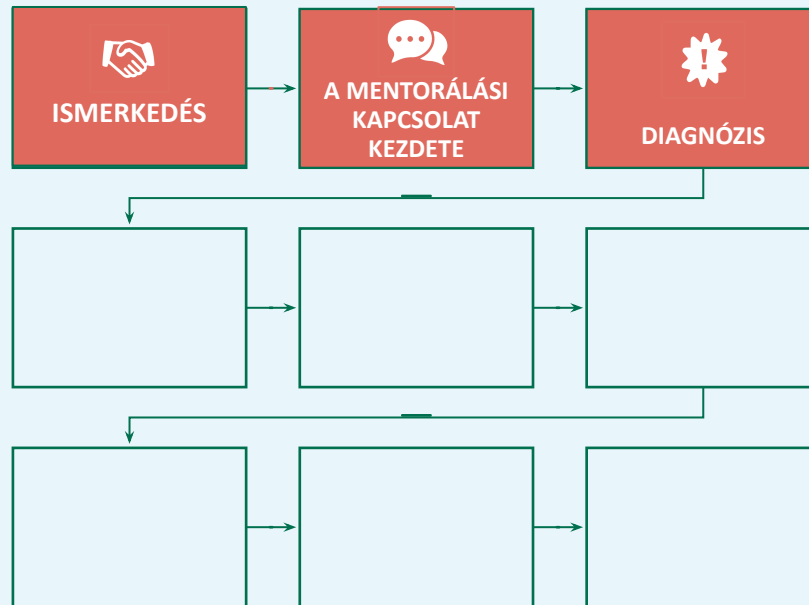 ISMERKEDÉS
A MENTORÁLÁSI
KAPCSOLAT
KEZDETE
DIAGNÓZIS